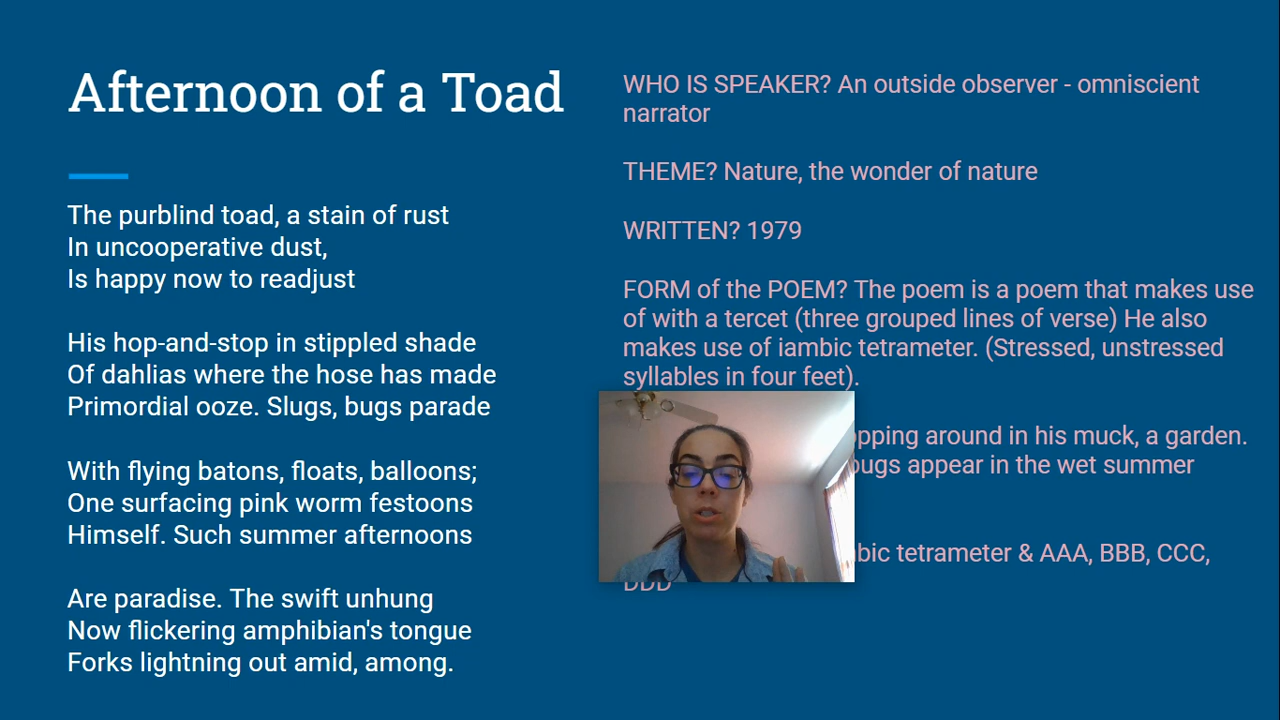 Afternoon of a Toad
The purblind toad, a stain of rust
In uncooperative dust,
Is happy now to readjust
His hop-and-stop in stippled shade
Of dahlias where the hose has made
Primordial ooze. Slugs, bugs parade
With flying batons, floats, balloons;
One surfacing pink worm festoons
Himself. Such summer afternoons
Are paradise. The swift unhung
Now flickering amphibian's tongue
Forks lightning out amid, among.
WHO IS SPEAKER? An outside observer - omniscient
narrator
THEME? Nature, the wonder of nature
WRITTEN? 1979
FORM of the POEM? The poem is a poem that makes use
of with a tercet (three grouped lines of verse) He also
makes use of iambic tetrameter. (Stressed, unstressed
syllables in four feet).
around in his muck, a garden.
bugs appear in the wet summer
tetrameter & AAA, BBB, CCC,
DDD